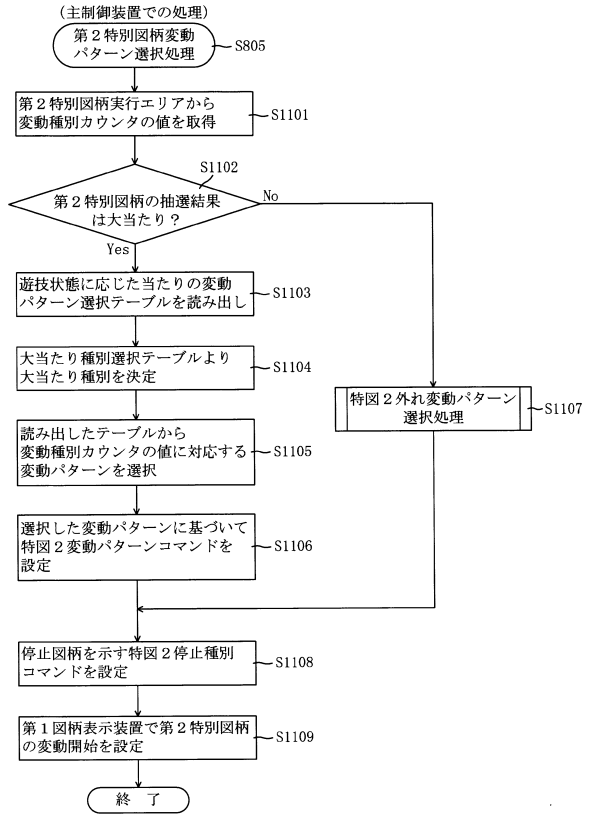 (主制御装置での処理)
第２特別図柄変動
パターン選択処理
S805
第２特別図柄実行エリアから
変動種別カウンタの値を取得
S1101
S1102
第２特別図柄の抽選結果
は大当たり？
No
Yes
遊技状態に応じた当たりの変動
パターン選択テーブルを読み出し
S1103
大当たり種別選択テーブルより
大当たり種別を決定
S1104
特図２外れ変動パターン
選択処理
S1107
読み出したテーブルから
変動種別カウンタの値に対応する
変動パターンを選択
S1105
選択した変動パターンに基づいて
特図２変動パターンコマンドを
設定
S1106
停止図柄を示す特図２停止種別
コマンドを設定
S1108
第１図柄表示装置で第２特別図柄
の変動開始を設定
S1109
終 了